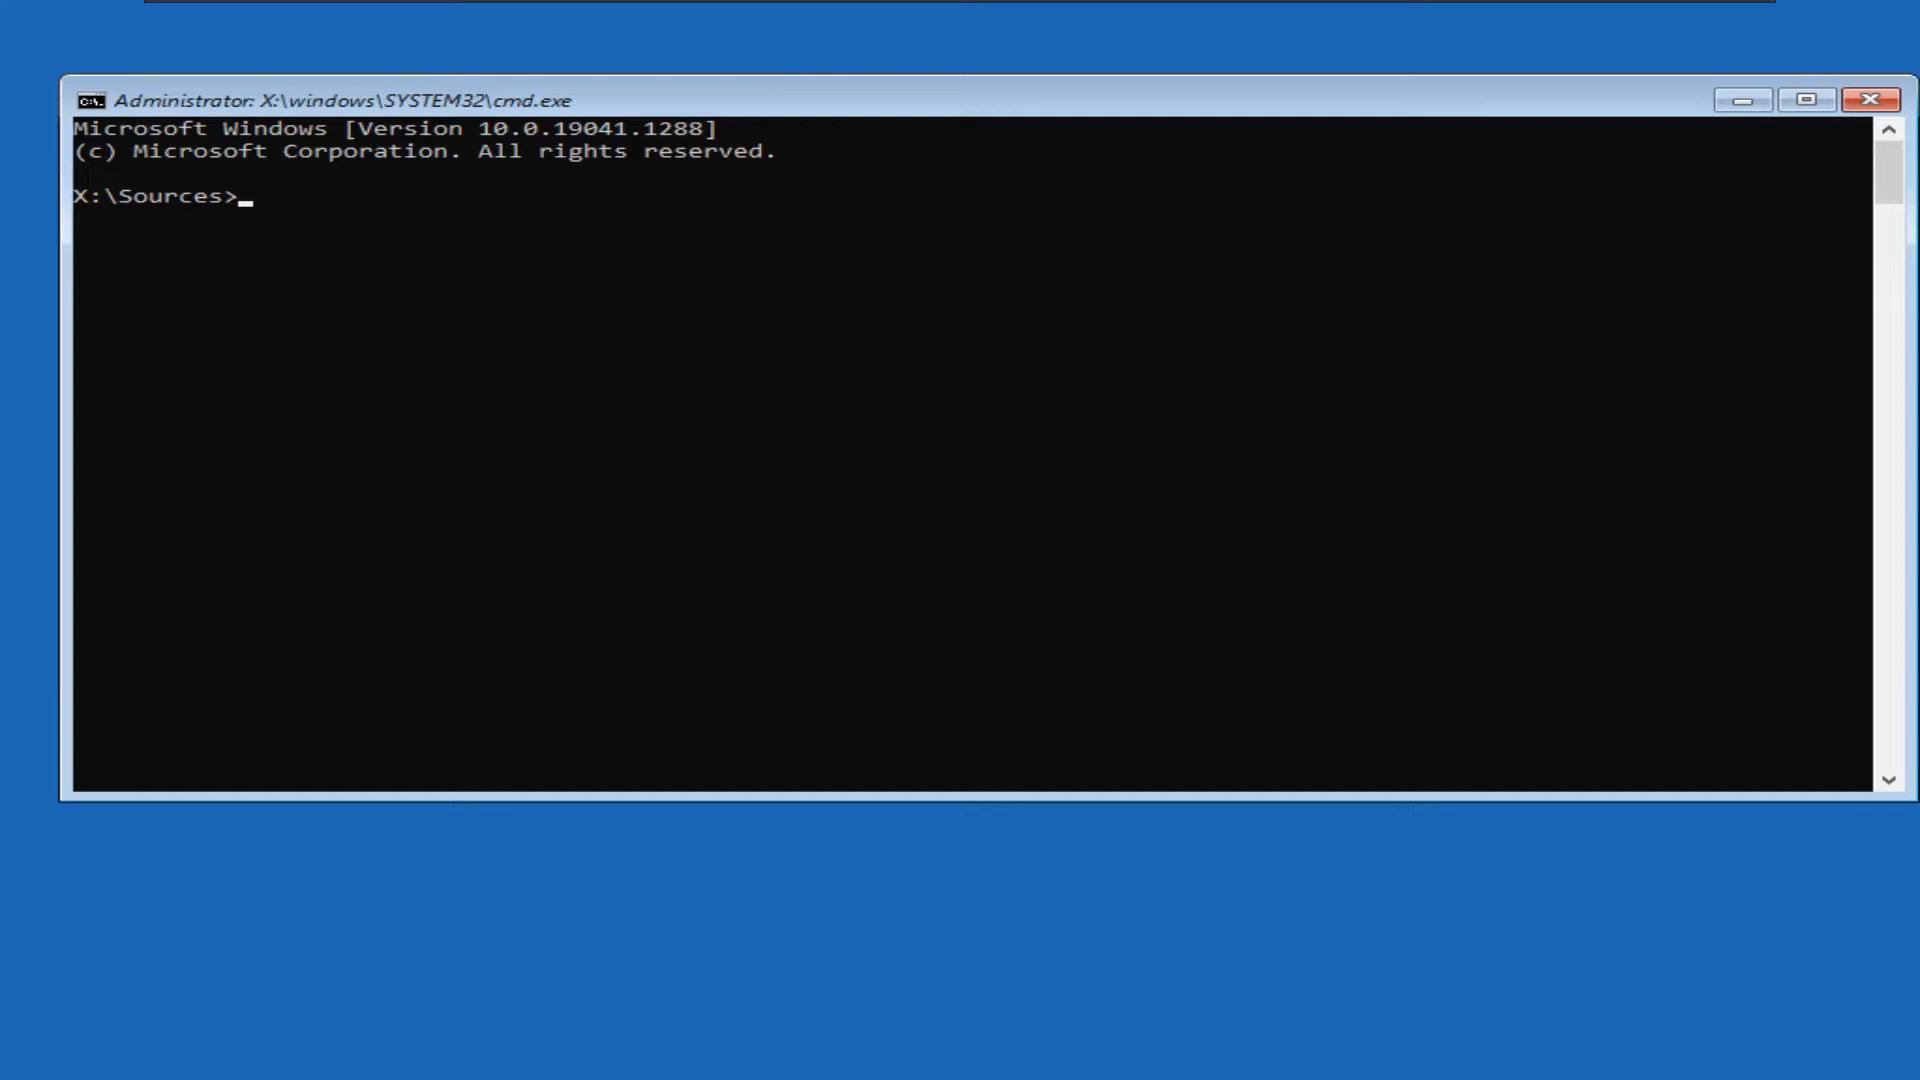 Administrator: X:\windows\SYSTEM32\cmd.exe
Microsoft Windows [Version 10.0.19041.1288]
(c) Microsoft Corporation. All rights reserved.
X:\Sources>